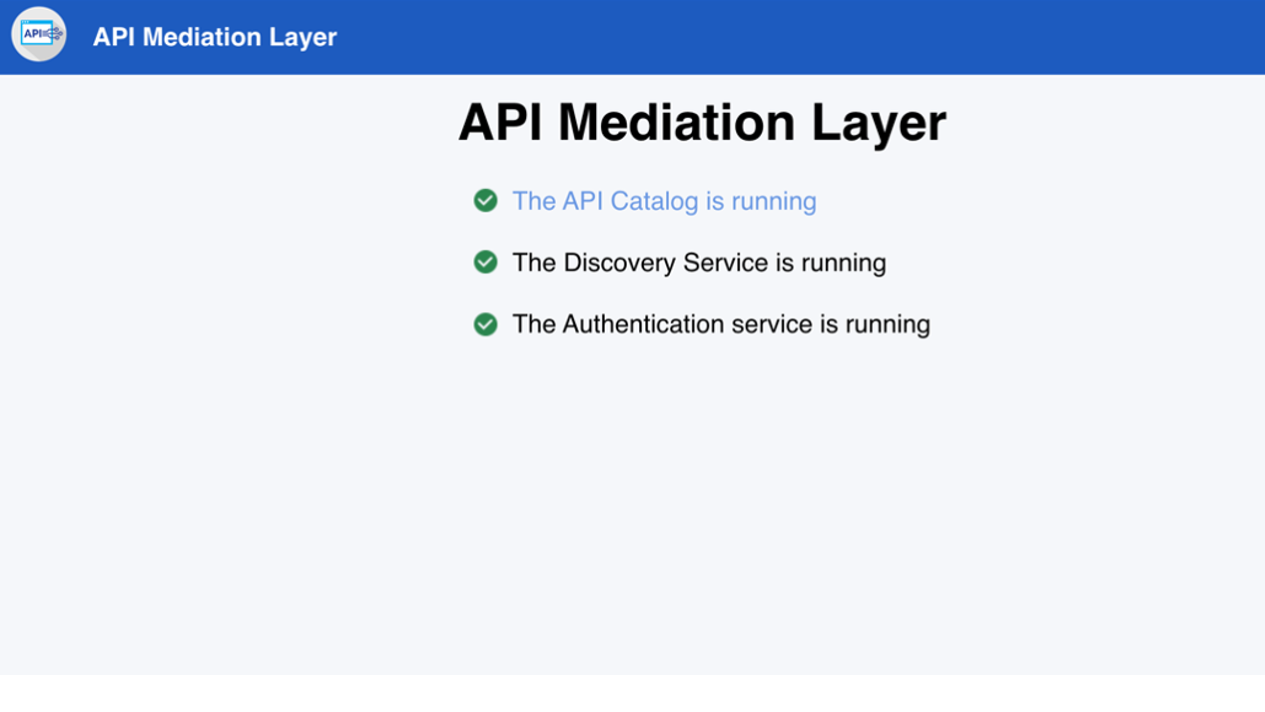 API
API Mediation Layer
API Mediation Layer
The API Catalog is running
The Discovery Service is running
The Authentication service is running